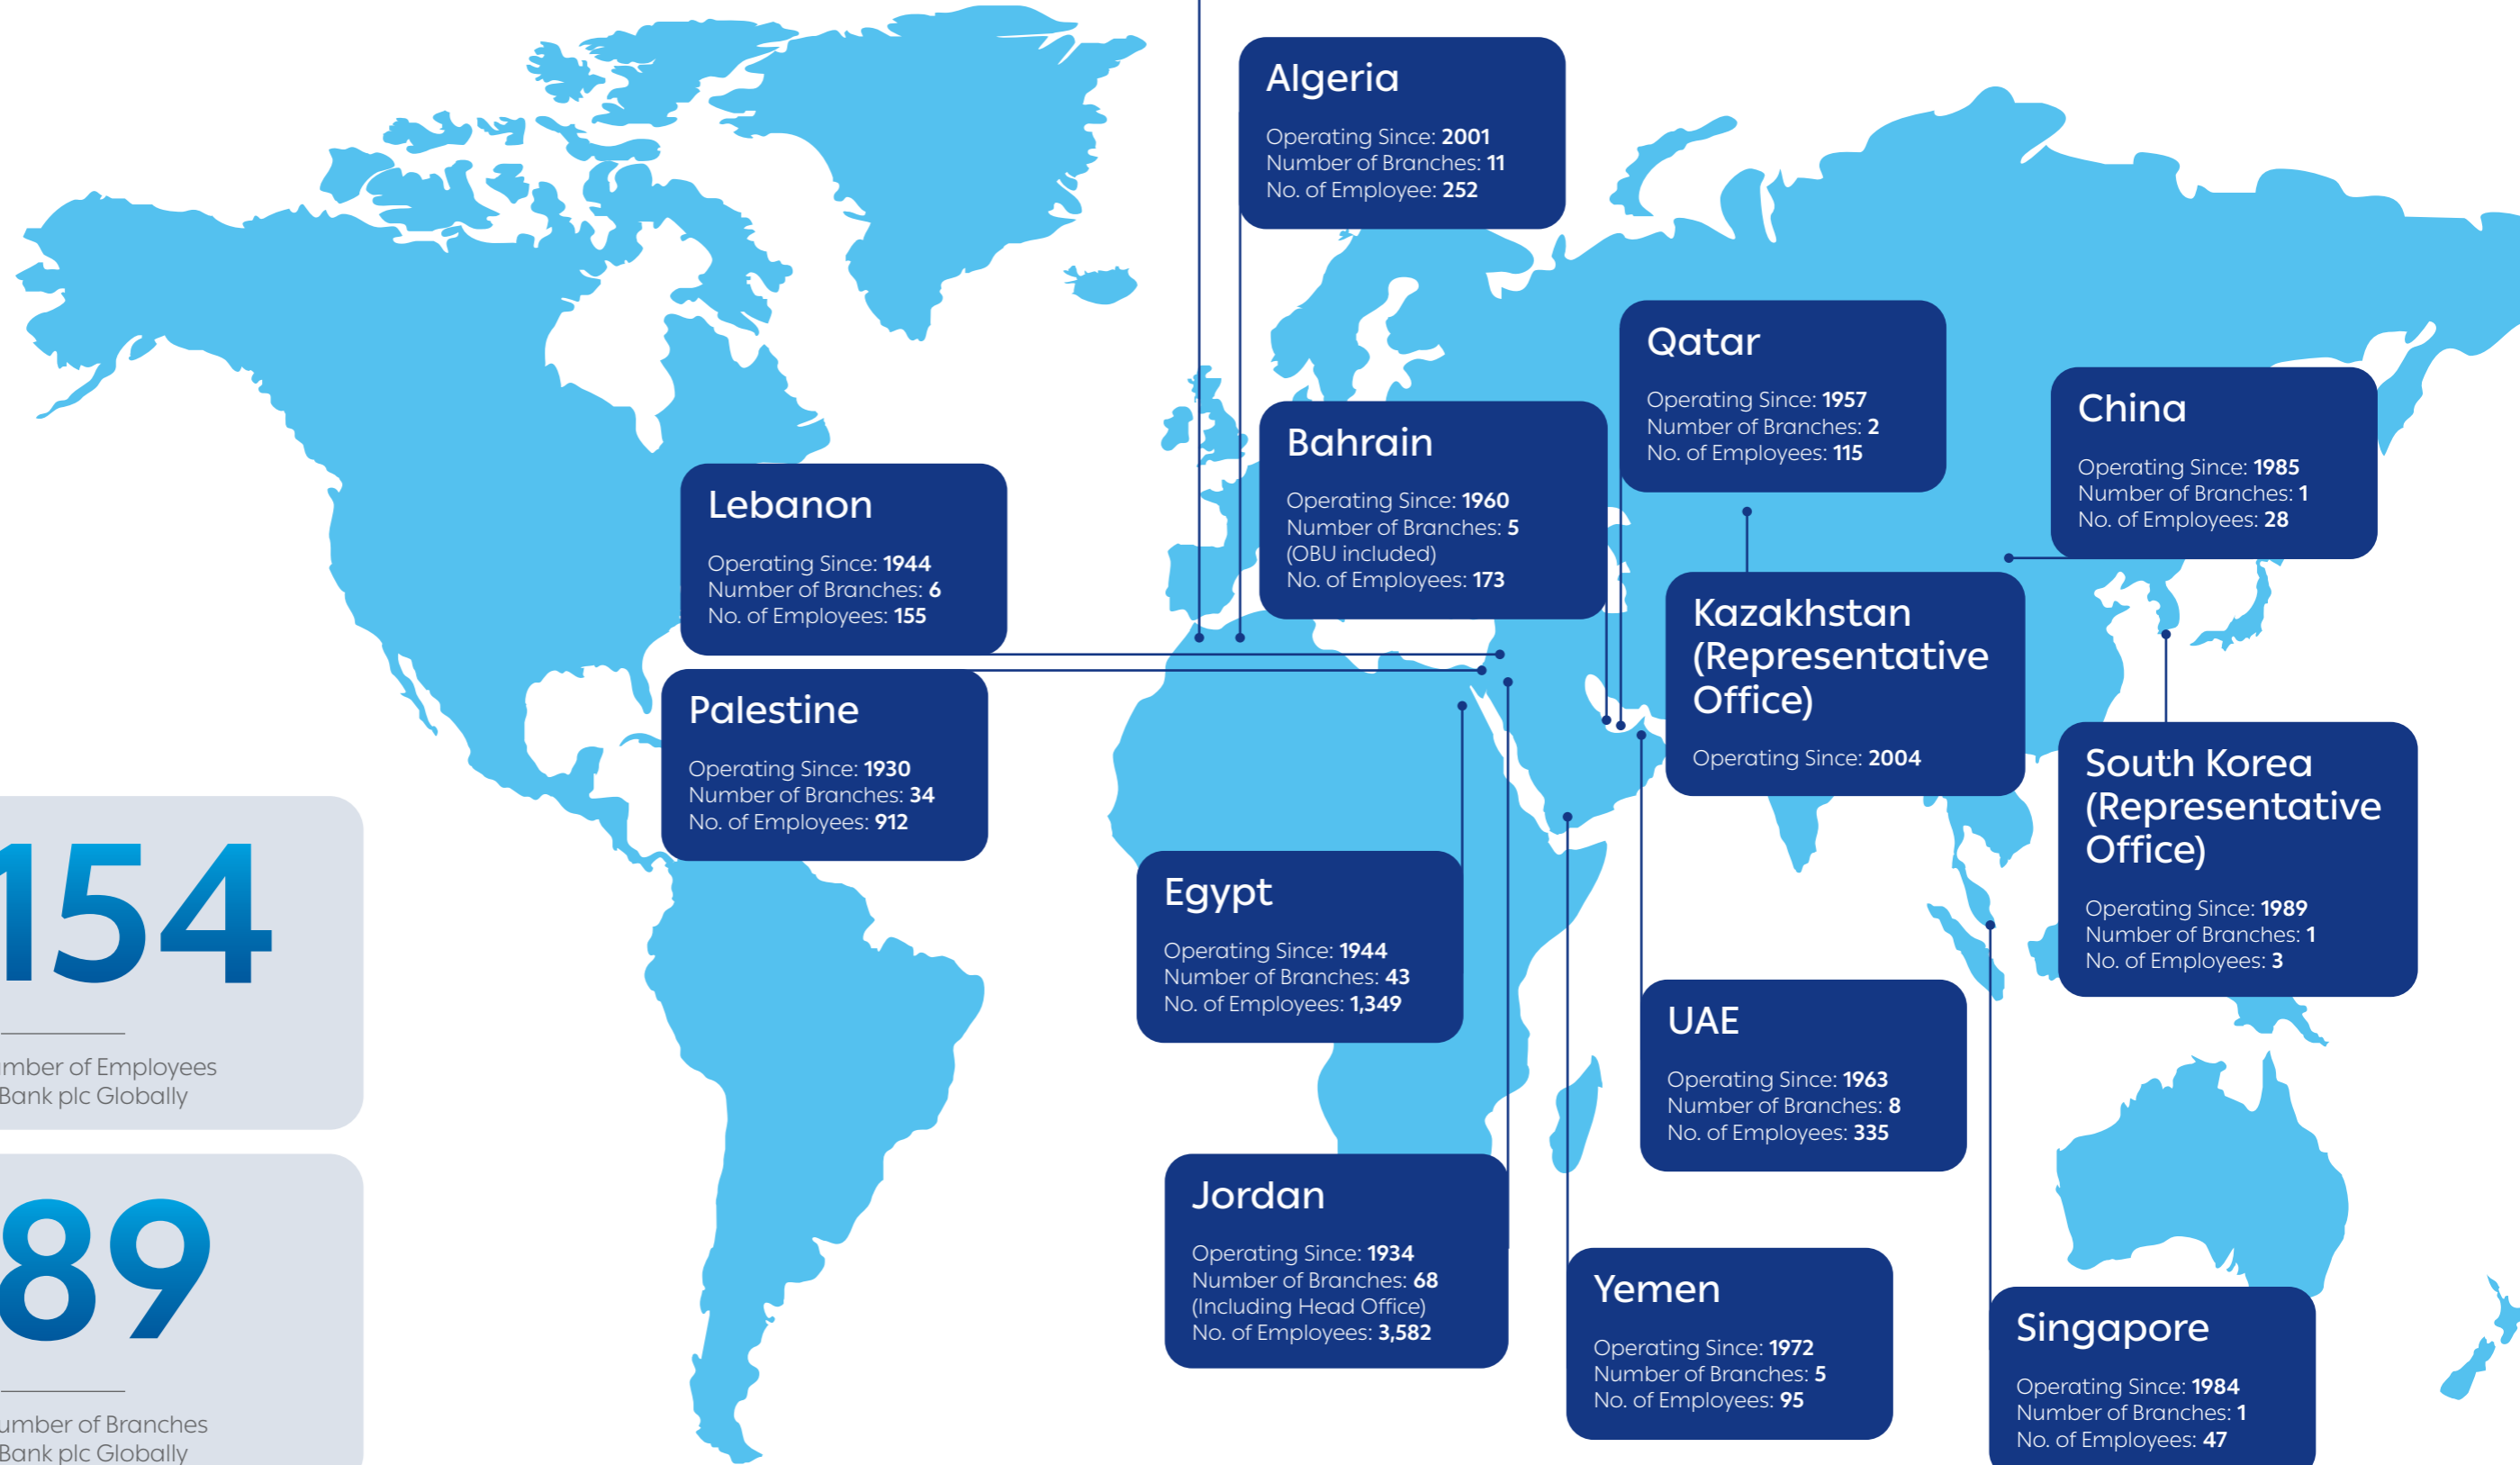 Algeria
Operating Since: 2001
Number of Branches: 11
No. of Employee: 252
Qatar
Operating Since: 1957
Number of Branches: 2
No. of Employees: 115
China
Operating Since: 1985
Number of Branches: 1
No. of Employees: 28
Bahrain
Operating Since: 1960
Number of Branches: 5
(OBU included)
No. of Employees: 173
Lebanon
Operating Since: 1944
Number of Branches: 6
No. of Employees: 155
Kazakhstan
(Representative
Office)
Operating Since: 2004
Palestine
Operating Since: 1930
Number of Branches: 34
No. of Employees: 912
South Korea
(Representative
Office)
Operating Since: 1989
Number of Branches: 1
No. of Employees: 3
154
mber of Employees
Bank plc Globally
Egypt
Operating Since: 1944
Number of Branches: 43
No. of Employees: 1,349
UAE
Operating Since: 1963
Number of Branches: 8
No. of Employees: 335
89
umber of Branches
Bank plc Globally
Jordan
Operating Since: 1934
Number of Branches: 68
(Including Head Office)
No. of Employees: 3,582
Yemen
Operating Since: 1972
Number of Branches: 5
No. of Employees: 95
Singapore
Operating Since: 1984
Number of Branches: 1
No. of Employees: 47